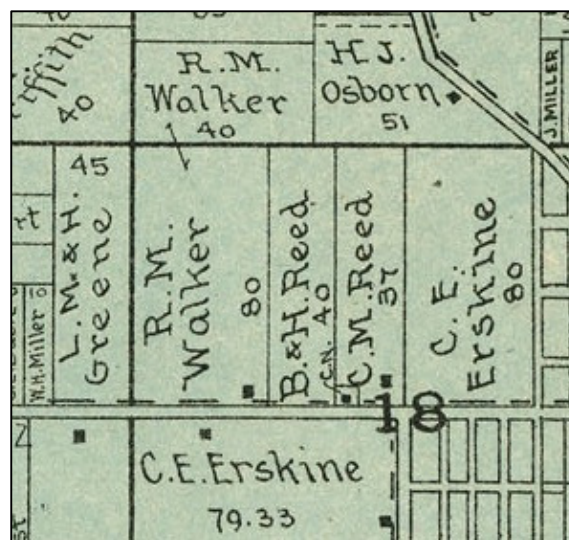 R.M.
Walker
40
H J.
Osborn
51
J. MILLER
40
45
L. M. & H.
Greene
R. M.
Walker
80
B. & H. Reed
40
C.N.
C. M. Reed
37
C. E.
Erskine
80
W.H. Miller
18
C.E. Erskine
79.33